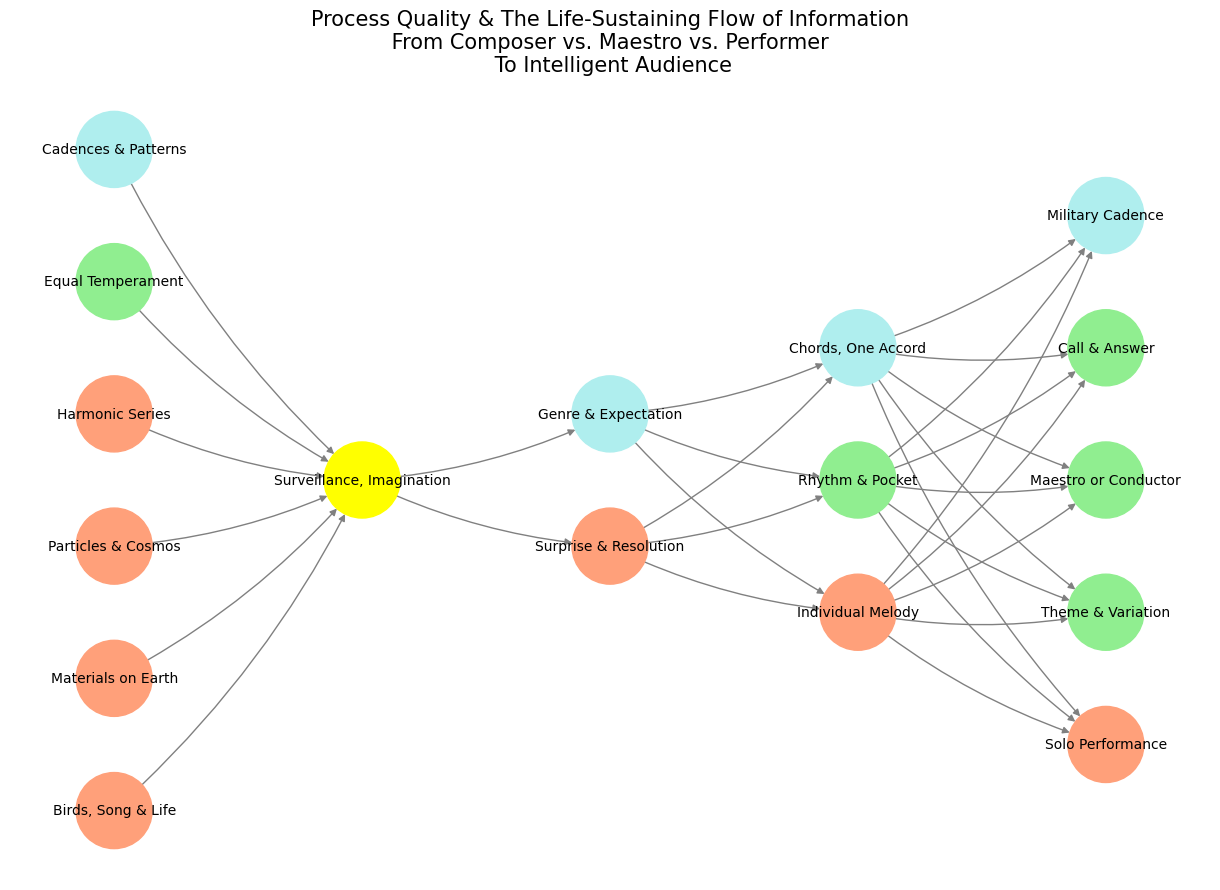 Process Quality & The Life-Sustaining Flow of Information
From Composer vs. Maestro vs. Performer
To Intelligent Audience
Cadences & Patterns
Equal Temperament
Harmonic Series
Particles & Cosmos
Materials on Earth
Birds, Song & Life
Surveillance, Imagination
Genre & Expectation
Surprise & Resolution
Chords, One Accord
Rhythm & Pocket
Individual Melody
Military Cadence
Call & Answer
Maestro or Conductor
Theme & Variation
Solo Performance